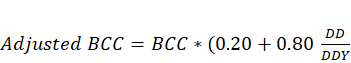 Adjusted BCC = BCC * (0.20 + 0.80 DD/DDY